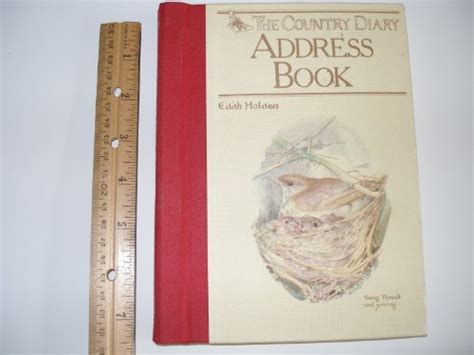 THE COUNTRY DIARY
ADDRESS
BOOK
Edith Holden
Song Thrush
and young